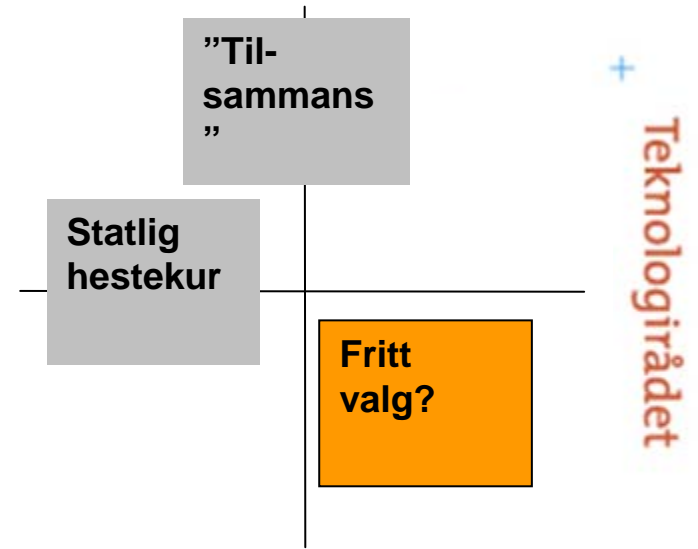 ”Til-
sammans
”
Statlig
hestekur
Fritt
valg?
Teknologirådet